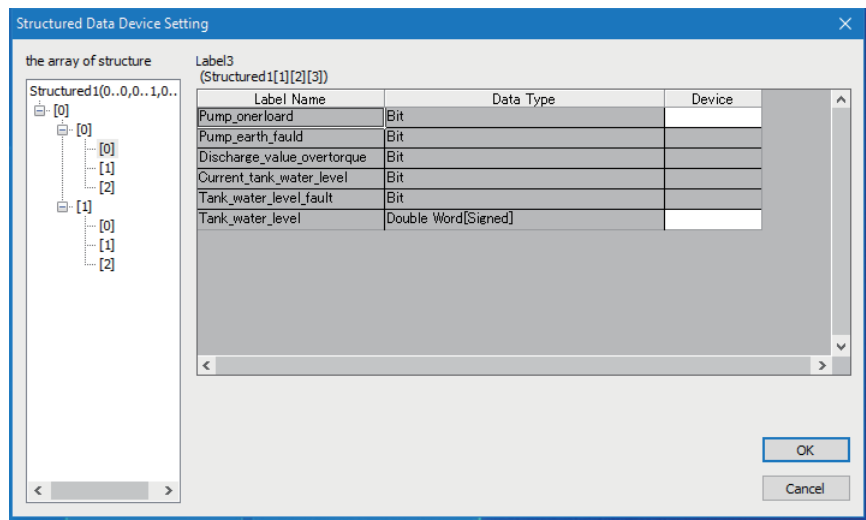 Structured Data Device Setting
the array of structure
Structured1(0..0,0..1,0..
[0]
[0]
[0]
[1]
[2]
[1]
[0]
[1]
[2]
Label3
(Structured1[1][2][3])
Label Name Data Type Device
Pump_onerloard Bit
Pump_earth_fauld Bit
Discharge_value_overtorque Bit
Current_tank_water_level Bit
Tank_water_level_fault Bit
Tank_water_level Double Word[Signed]
OK
Cancel